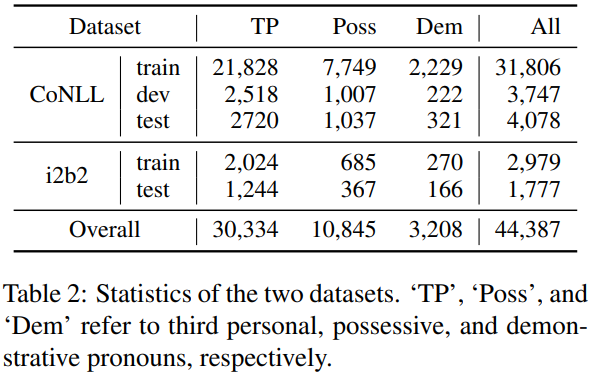 Dataset TP Poss Dem All
CoNLL train 21,828 7,749 2,229 31,806
dev 2,518 1,007 222 3,747
test 2720 1,037 321 4,078
i2b2 train 2,024 685 270 2,979
test 1,244 367 166 1,777
Overall 30,334 10,845 3,208 44,387
Table 2: Statistics of the two datasets. ‘TP’, ‘Poss’, and
‘Dem’ refer to third personal, possessive, and demon-
strative pronouns, respectively.